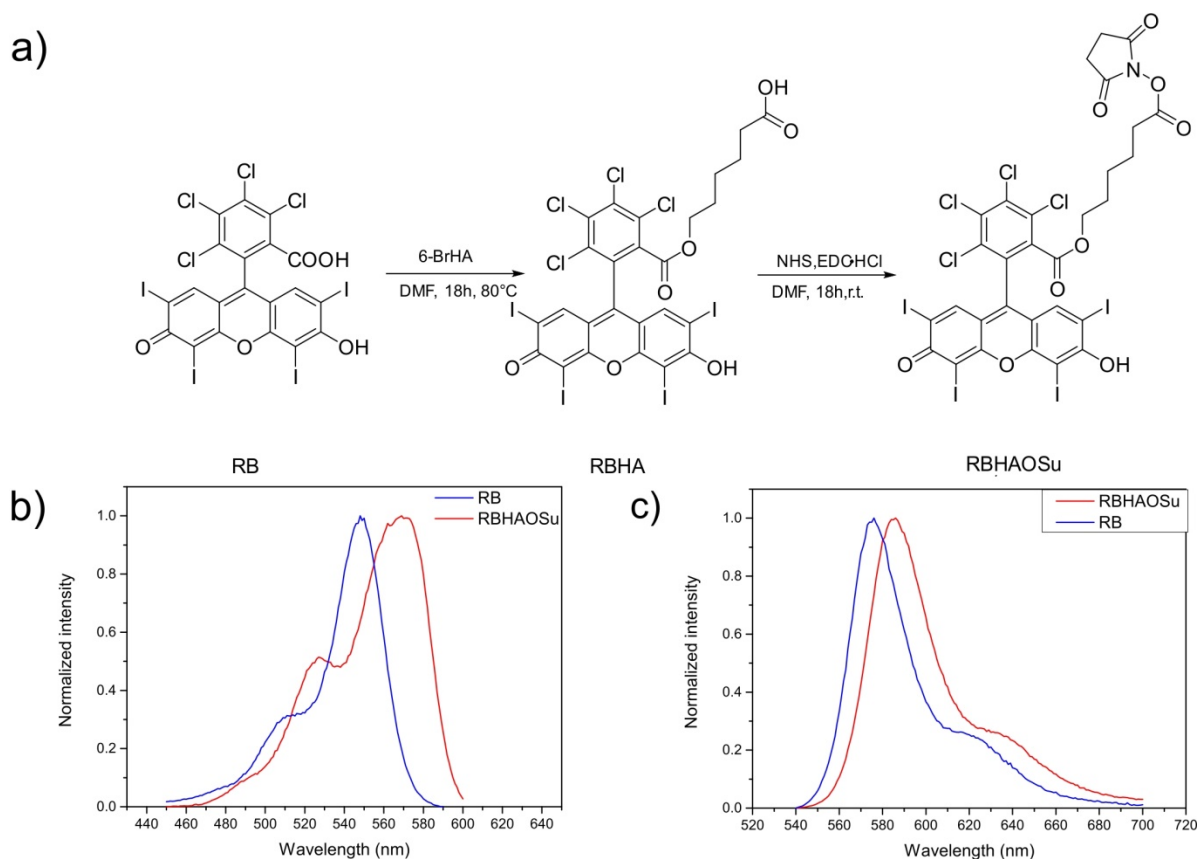 a)
Cl
Cl
Cl
Cl
COOH
I
I
O
O
OH
I
I
6-BrHA
DMF, 18h, 80°C
OH
O
Cl
Cl
Cl
Cl
O
O
I
I
O
O
OH
I
I
NHS,EDC·HCl
DMF, 18h,r.t.
O
N
O
O
O
Cl
Cl
Cl
Cl
O
O
I
I
O
O
OH
I
I
RB
RBHA
RBHAOSu
b)
RB
RBHAOSu
Normalized intensity
1.0
0.8
0.6
0.4
0.2
0.0
440 460 480 500 520 540 560 580 600 620 640
Wavelength (nm)
c)
RBHAOSu
RB
Normalized intensity
1.0
0.8
0.6
0.4
0.2
0.0
520 540 560 580 600 620 640 660 680 700 720
Wavelength (nm)